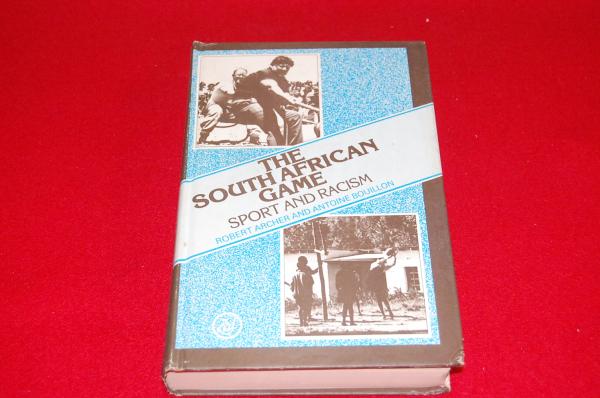 THE
SOUTH AFRICAN
GAME
SPORT AND RACISM
ROBERT ARCHER AND ANTOINE BOUILLON